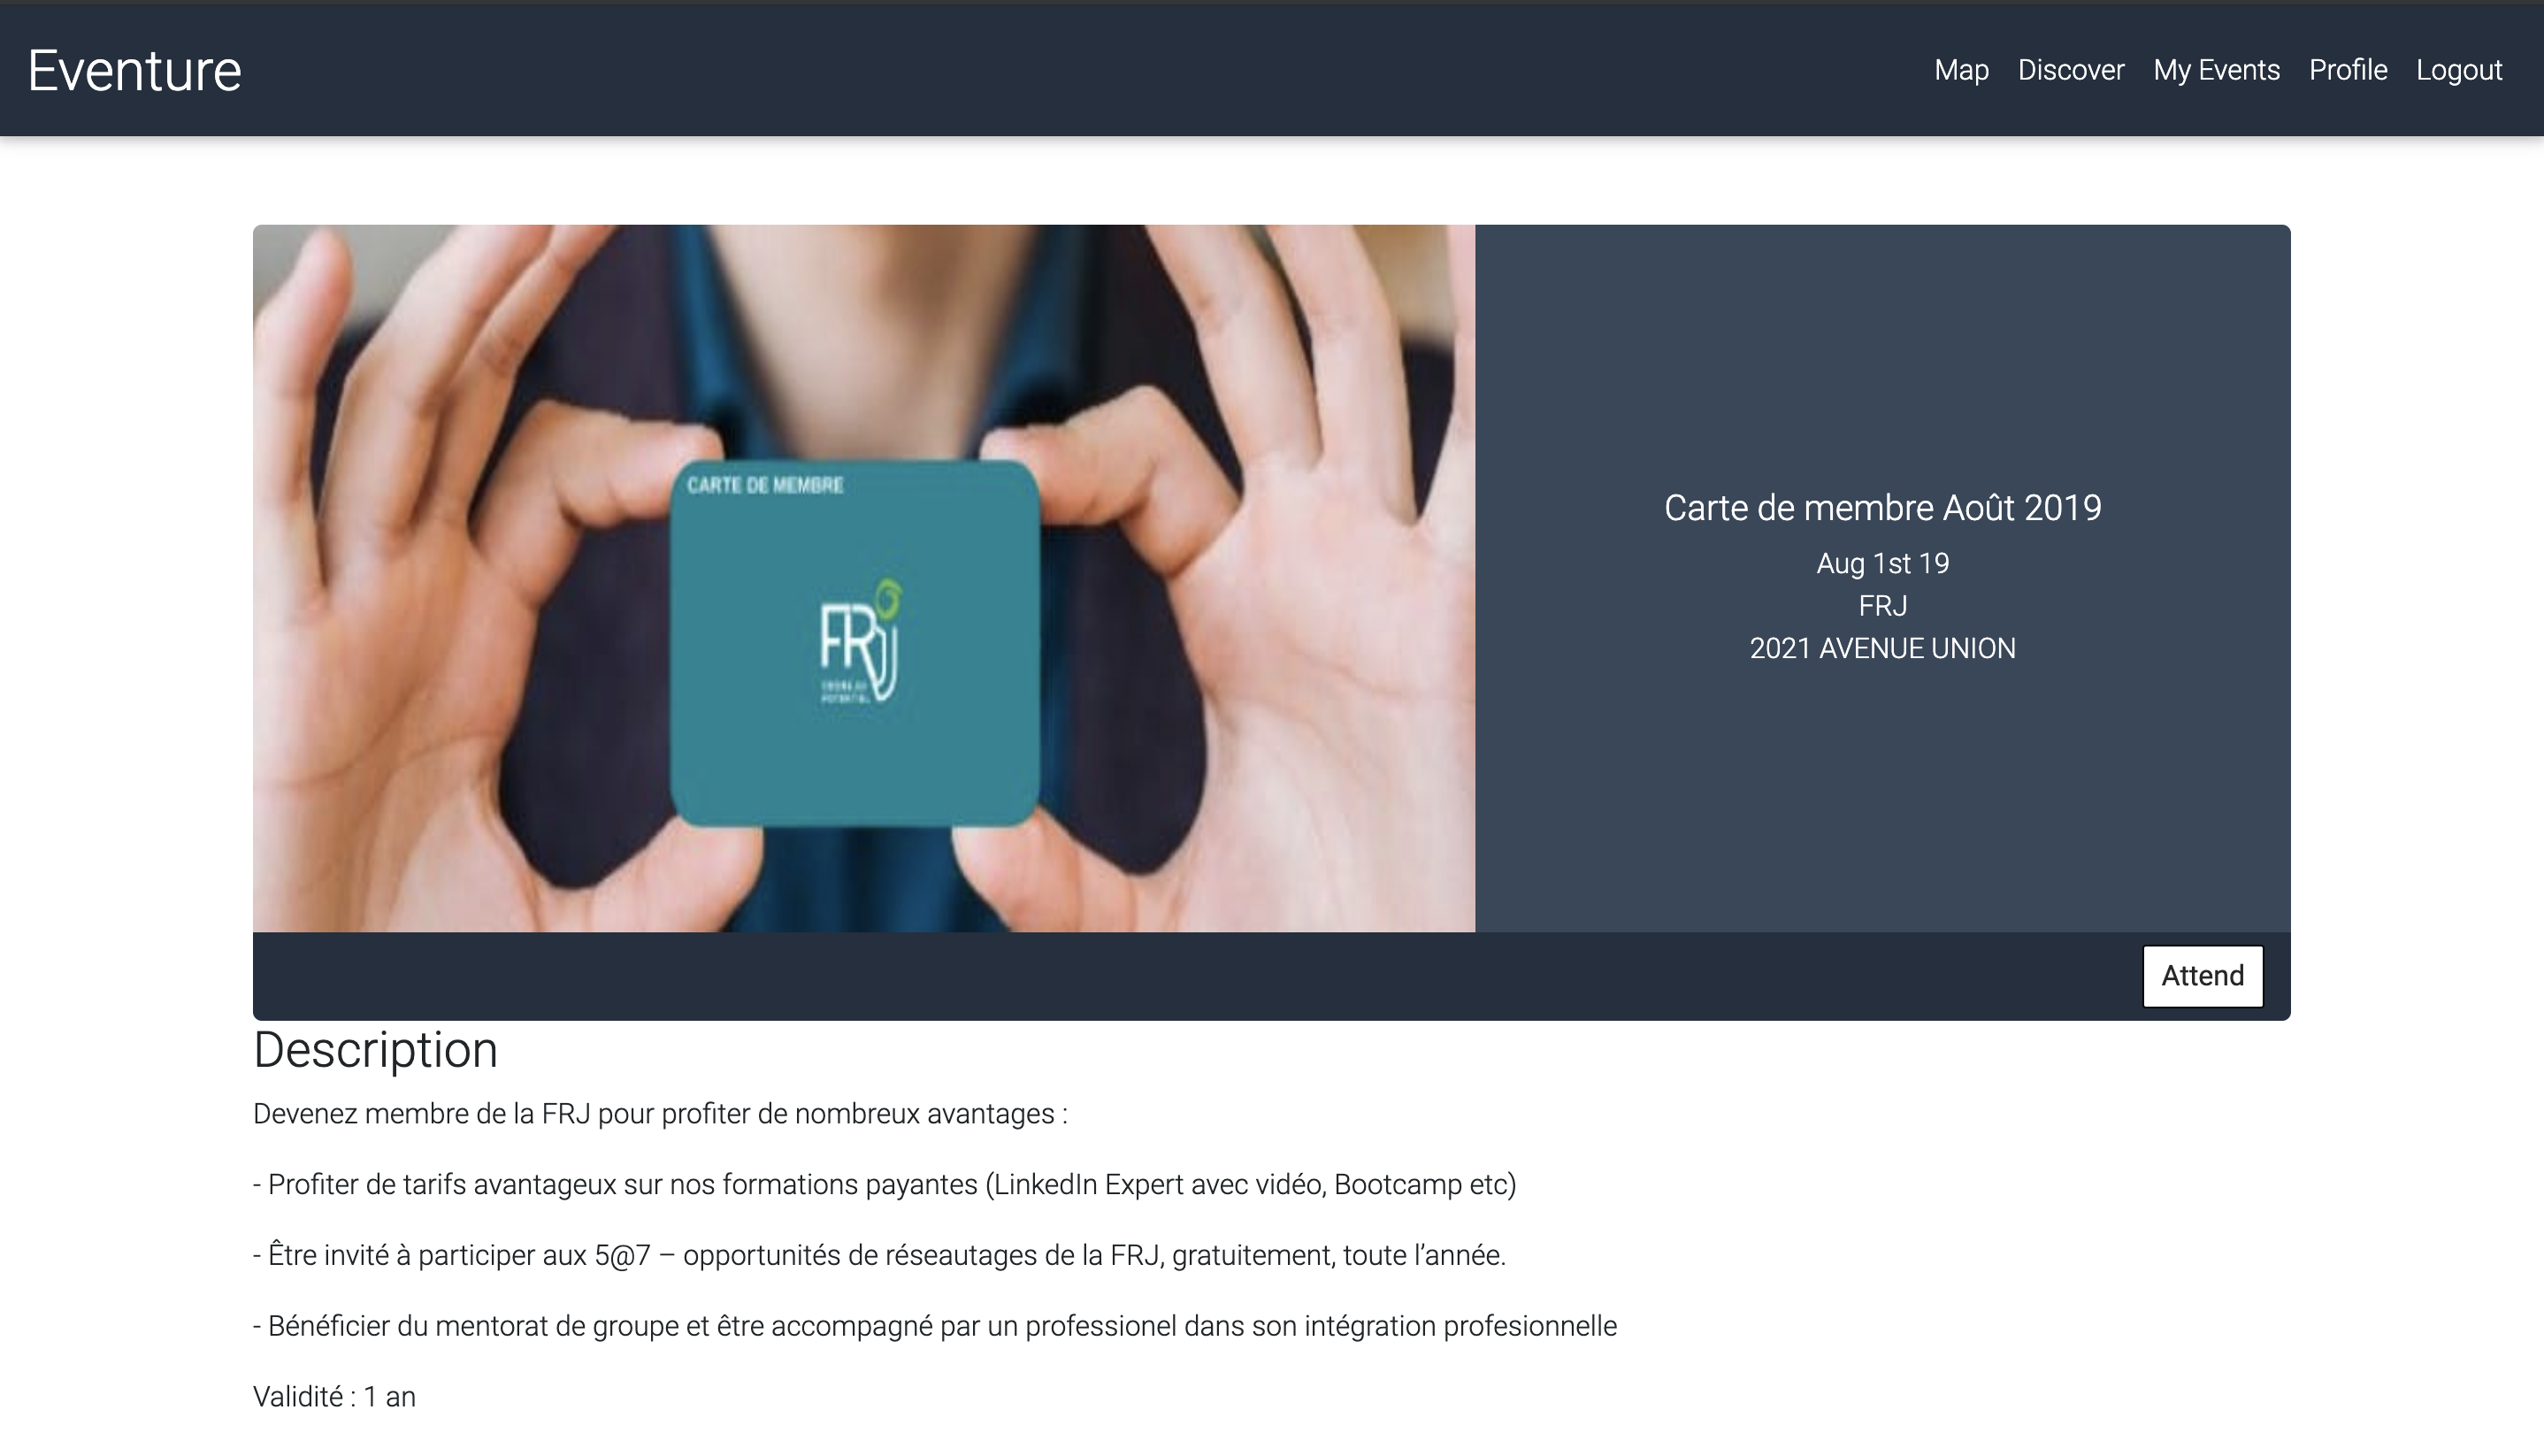 Eventure
Map Discover My Events Profile Logout
CARTE DE MEMBRE
FRJ
Carte de membre Août 2019
Aug 1st 19
FRJ
2021 AVENUE UNION
Attend
Description
Devenez membre de la FRJ pour profiter de nombreux avantages :
- Profiter de tarifs avantageux sur nos formations payantes (LinkedIn Expert avec vidéo, Bootcamp etc)
- Être invité à participer aux 5@7 – opportunités de réseautages de la FRJ, gratuitement, toute l’année.
- Bénéficier du mentorat de groupe et être accompagné par un professionel dans son intégration profesionnelle
Validité : 1 an